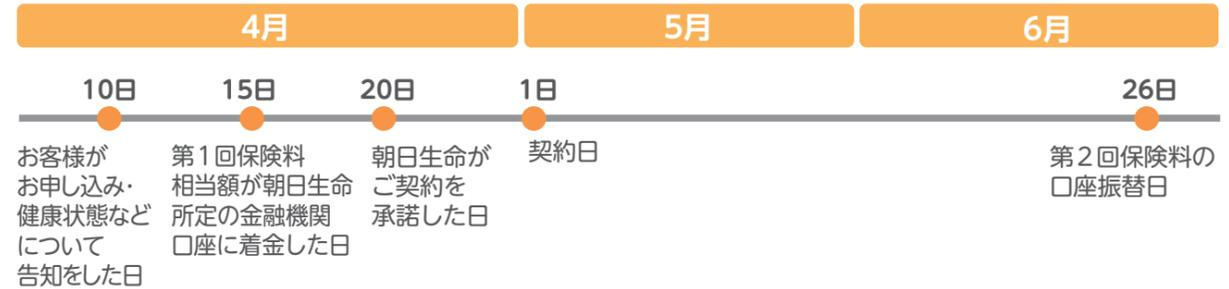 4月
5月
6月
10日
15日
20日
1日
26日
お客様が
お申し込み・
健康状態など
について
告知をした日
第1回保険料
相当額が朝日生命
所定の金融機関
口座に着金した日
朝日生命が
ご契約を
承諾した日
契約日
第2回保険料の
口座振替日